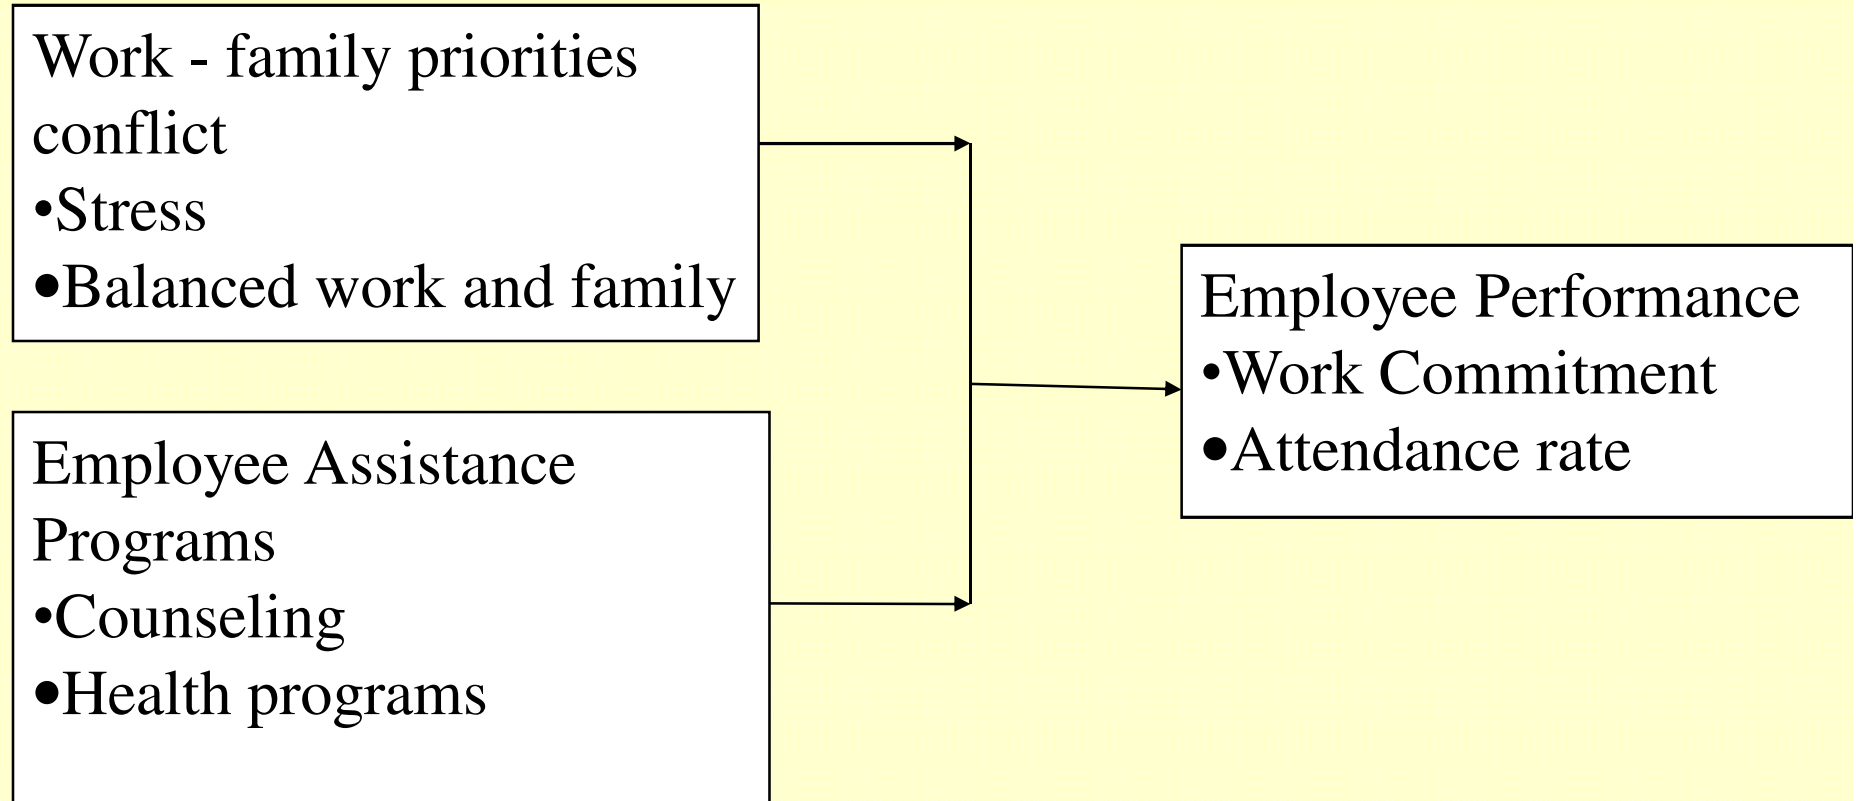 Work - family priorities
conflict
•Stress
•Balanced work and family
Employee Assistance
Programs
•Counseling
•Health programs
Employee Performance
•Work Commitment
•Attendance rate